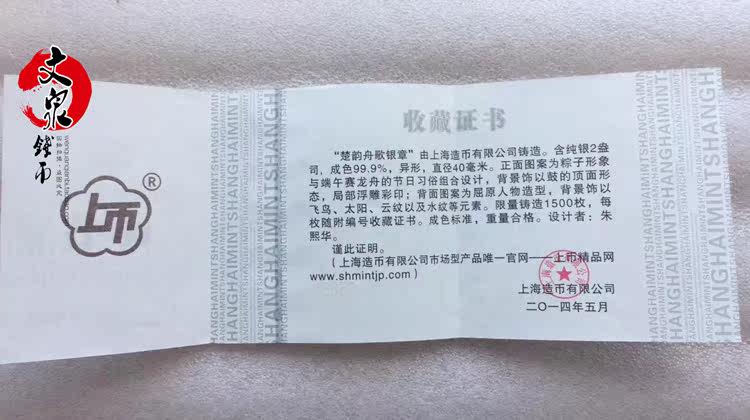 文泉钱币
上币
®
SHANGHAIMINT
收藏证书
“楚韵舟歌银章”由上海造币有限公司铸造。含纯银2盎
司，成色99.9%，异形，直径40毫米。正面图案为粽子形象
与端午赛龙舟的节日习俗组合设计，背景饰以鼓的顶面形
态，局部浮雕彩印；背面图案为屈原人物造型，背景饰以
飞鸟、太阳、云纹以及水纹等元素。限量铸造1500枚，每
枚随附编号收藏证书。成色标准，重量合格。设计者：朱
熙华。
谨此证明。
（上海造币有限公司市场型产品唯一官网——上币精品网
www.shmintjp.com）
上海造币有限公司
二〇一四年五月